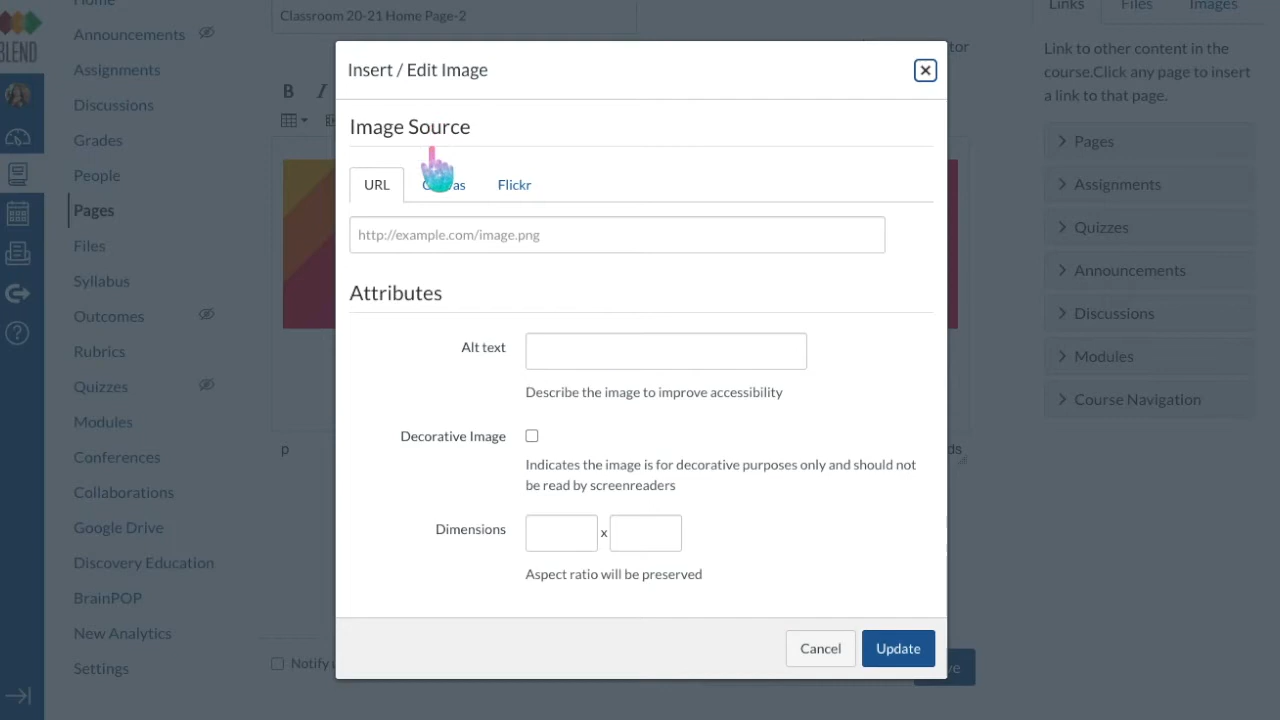 Home
Classroom 20-21 Home Page-2
Links
Files
Images
BLEND
Announcements
Assignments
Discussions
Grades
People
Pages
Files
Syllabus
Outcomes
Rubrics
Quizzes
Modules
Conferences
Collaborations
Google Drive
Discovery Education
BrainPOP
New Analytics
Settings
B I
p
Notify
Insert / Edit Image
Image Source
URL
Flickr
http://example.com/image.png
Attributes
Alt text
Describe the image to improve accessibility
Decorative Image
Indicates the image is for decorative purposes only and should not
be read by screenreaders
Dimensions
x
Aspect ratio will be preserved
Cancel
Update
Link to other content in the
course.Click any page to insert
a link to that page.
Pages
Assignments
Quizzes
Announcements
Discussions
Modules
Course Navigation